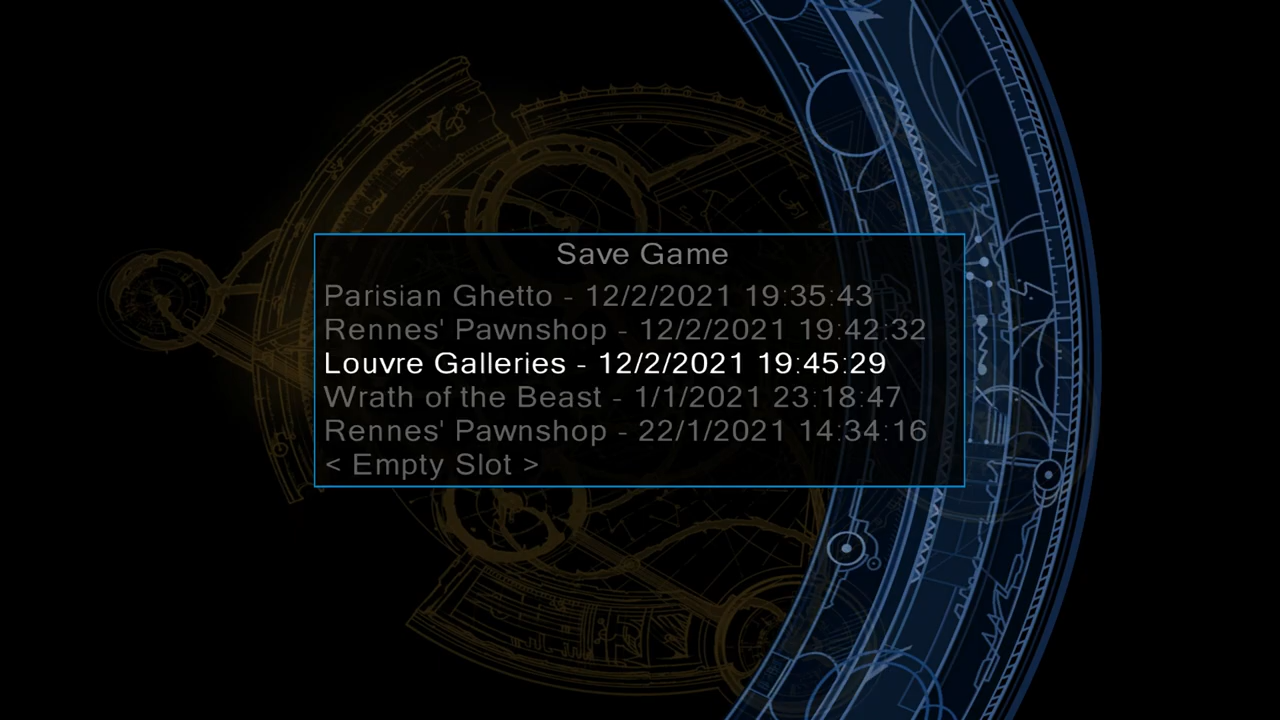 Save Game
Parisian Ghetto - 12/2/2021 19:35:43
Rennes' Pawnshop - 12/2/2021 19:42:32
Louvre Galleries - 12/2/2021 19:45:29
Wrath of the Beast - 1/1/2021 23:18:47
Rennes' Pawnshop - 22/1/2021 14:34:16
< Empty Slot >